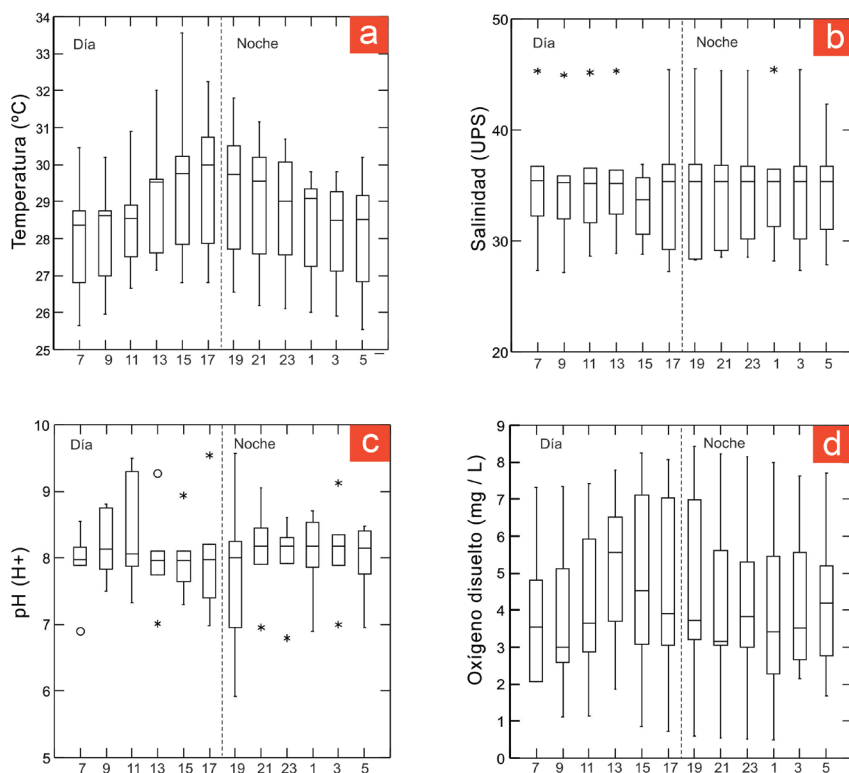 a
Día
Noche
Temperatura (ºC)
34
33
32
31
30
29
28
27
26
25
7 9 11 13 15 17 19 21 23 1 3 5
b
Día
Noche
Salinidad (UPS)
50
40
30
20
7 9 11 13 15 17 19 21 23 1 3 5
c
Día
Noche
pH (H+)
10
9
8
7
6
5
7 9 11 13 15 17 19 21 23 1 3 5
d
Día
Noche
Oxígeno disuelto (mg / L)
9
8
7
6
5
4
3
2
1
0
7 9 11 13 15 17 19 21 23 1 3 5